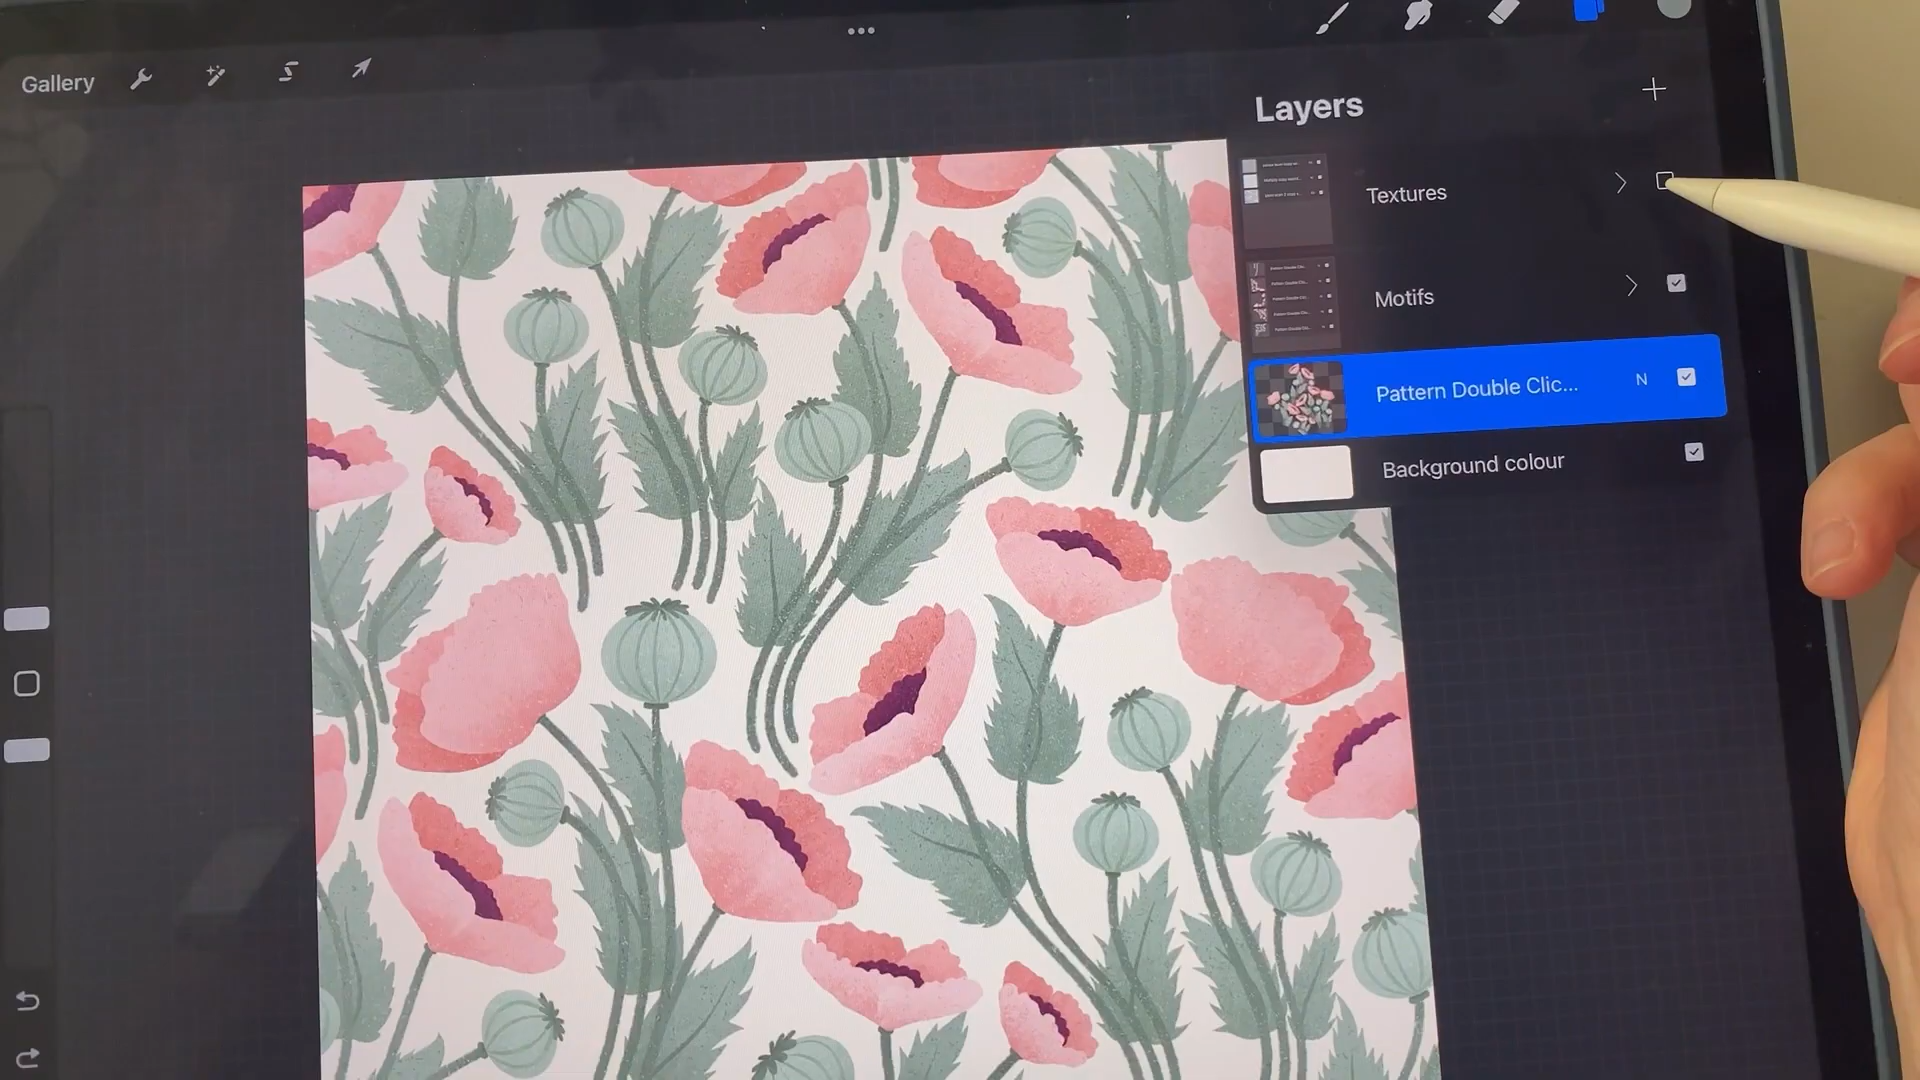 Gallery
Layers
Textures
Motifs
Pattern Double Clic...
N
Background colour